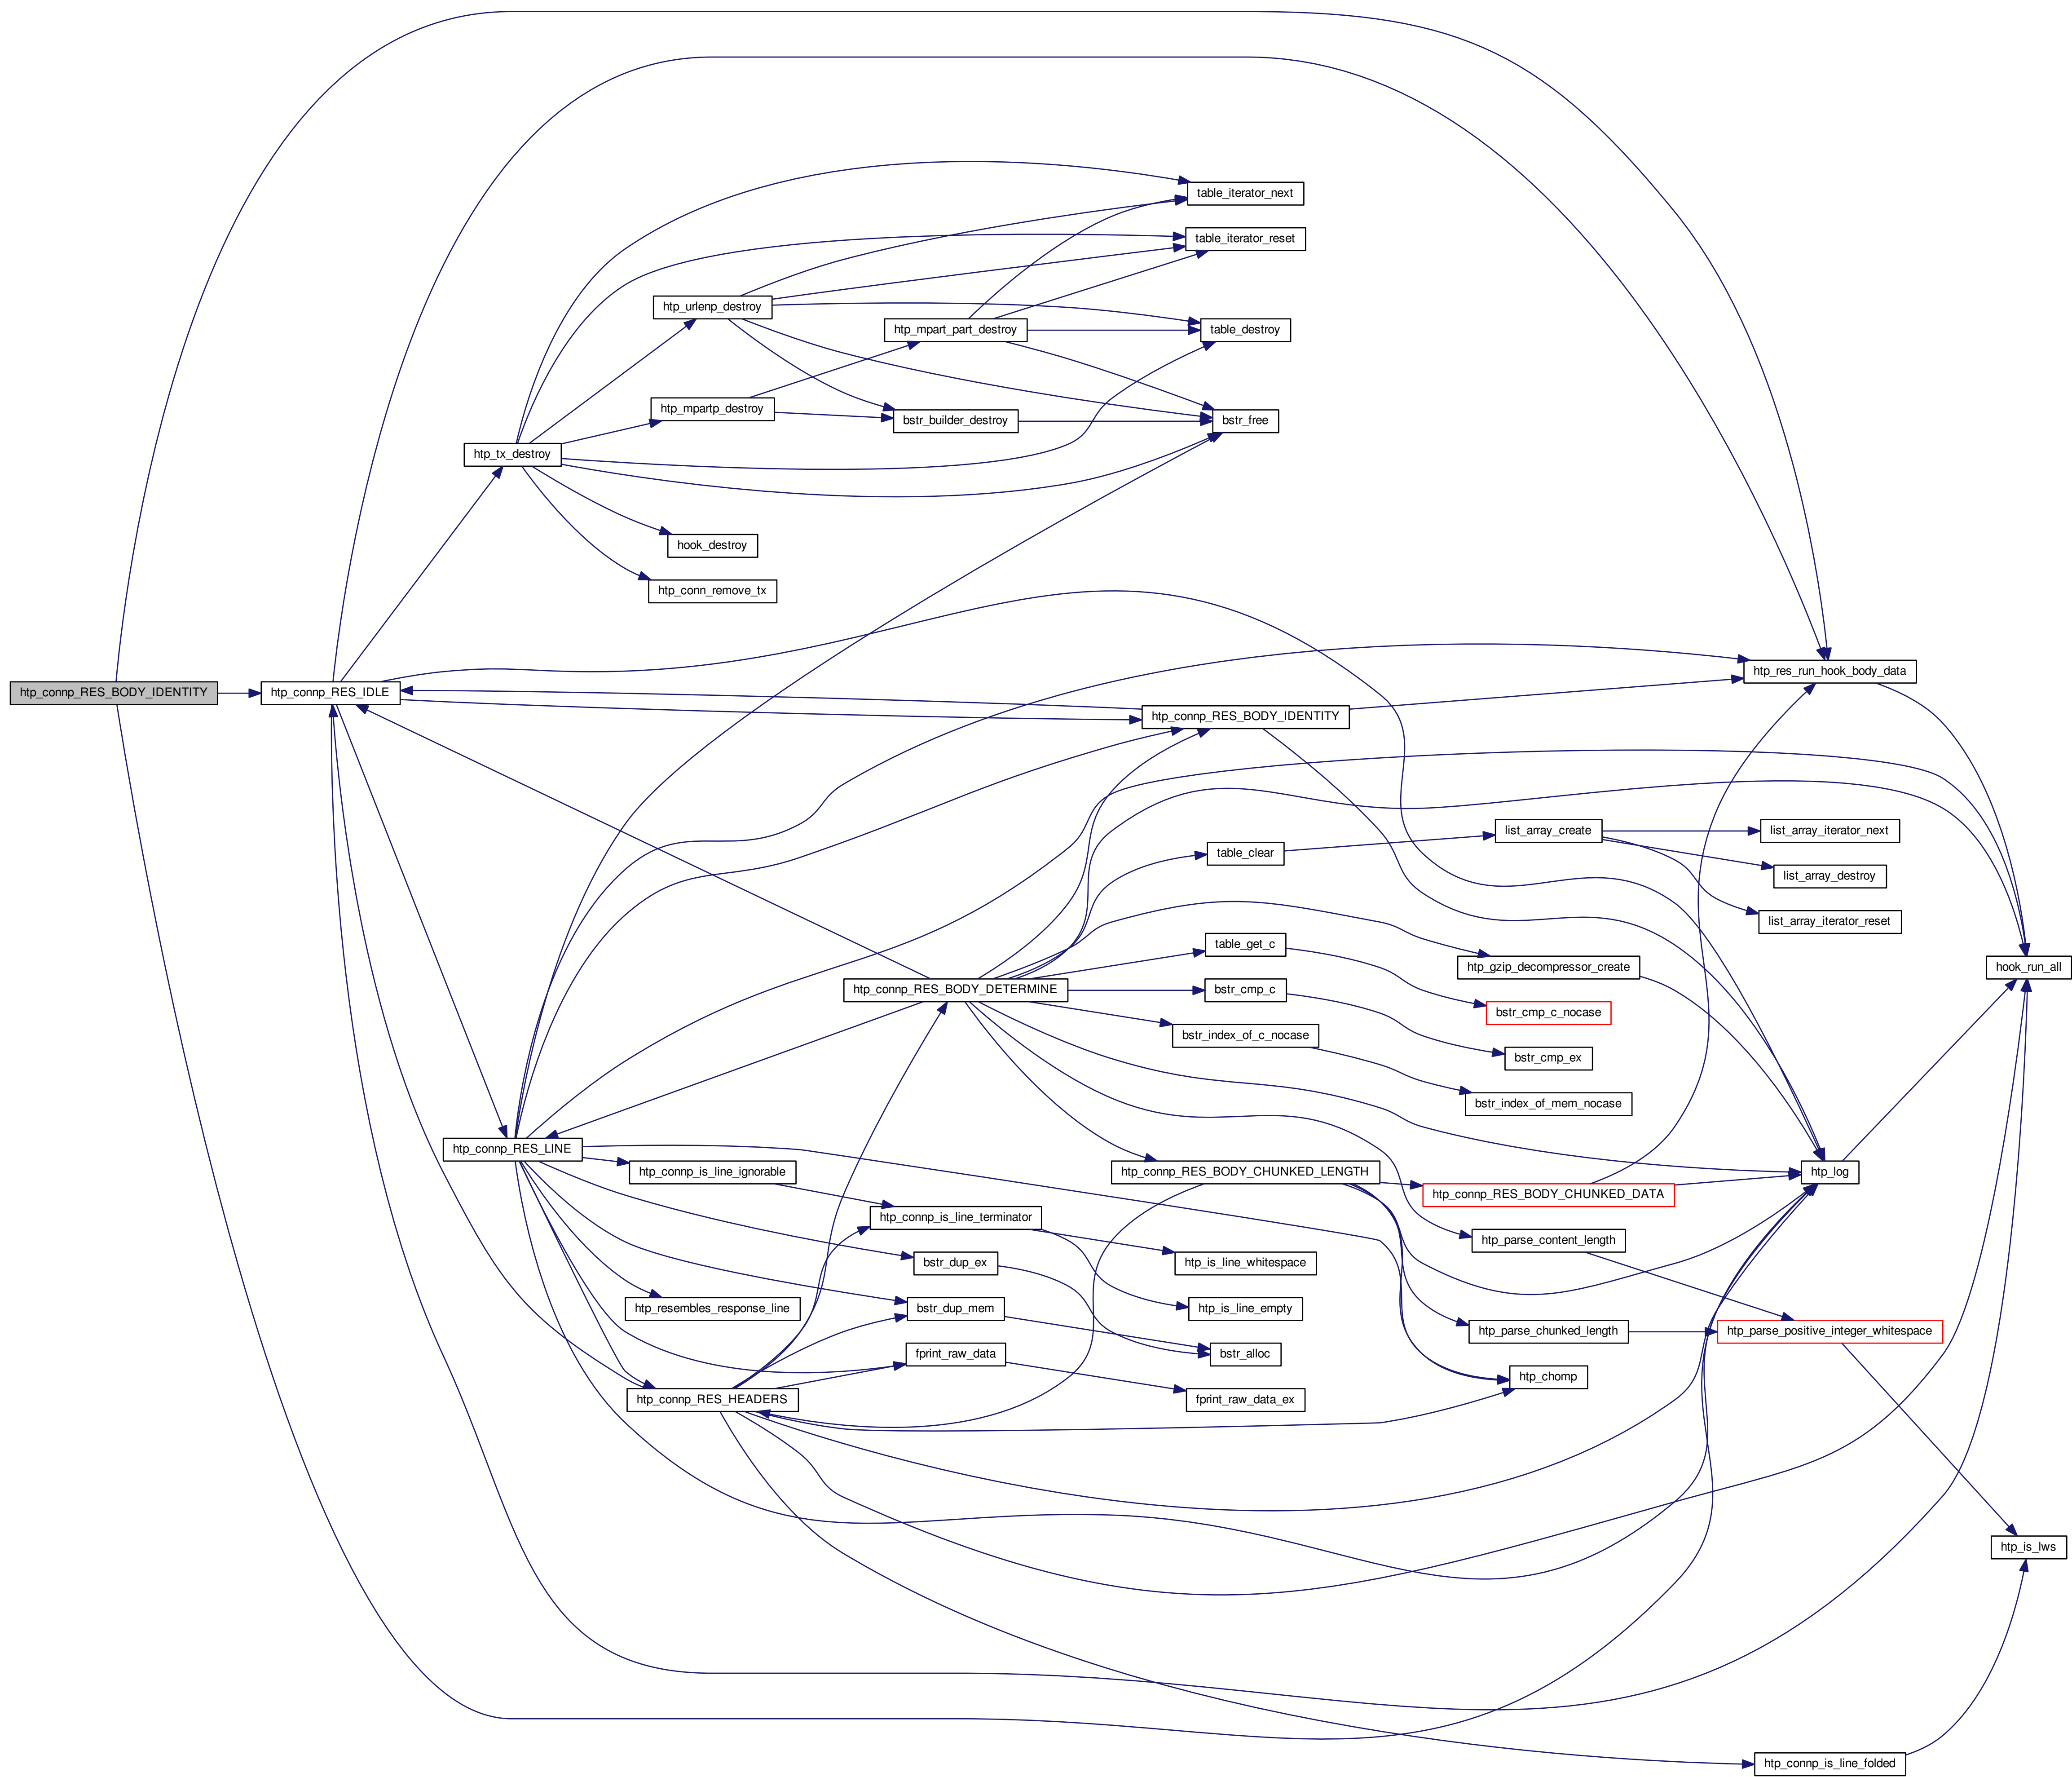 table_iterator_next
table_iterator_reset
htp_urlenp_destroy
htp_mpart_part_destroy
table_destroy
htp_mpartp_destroy
bstr_builder_destroy
bstr_free
htp_tx_destroy
hook_destroy
htp_conn_remove_tx
htp_res_run_hook_body_data
htp_connp_RES_BODY_IDENTITY
htp_connp_RES_IDLE
htp_connp_RES_BODY_IDENTITY
list_array_create
list_array_iterator_next
table_clear
list_array_destroy
list_array_iterator_reset
table_get_c
htp_gzip_decompressor_create
hook_run_all
htp_connp_RES_BODY_DETERMINE
bstr_cmp_c
bstr_cmp_c_nocase
bstr_index_of_c_nocase
bstr_cmp_ex
bstr_index_of_mem_nocase
htp_connp_RES_LINE
htp_connp_is_line_ignorable
htp_connp_RES_BODY_CHUNKED_LENGTH
htp_log
htp_connp_RES_BODY_CHUNKED_DATA
htp_connp_is_line_terminator
htp_parse_content_length
bstr_dup_ex
htp_is_line_whitespace
htp_resembles_response_line
bstr_dup_mem
htp_is_line_empty
htp_parse_chunked_length
htp_parse_positive_integer_whitespace
fprint_raw_data
bstr_alloc
htp_chomp
htp_connp_RES_HEADERS
fprint_raw_data_ex
htp_is_lws
htp_connp_is_line_folded